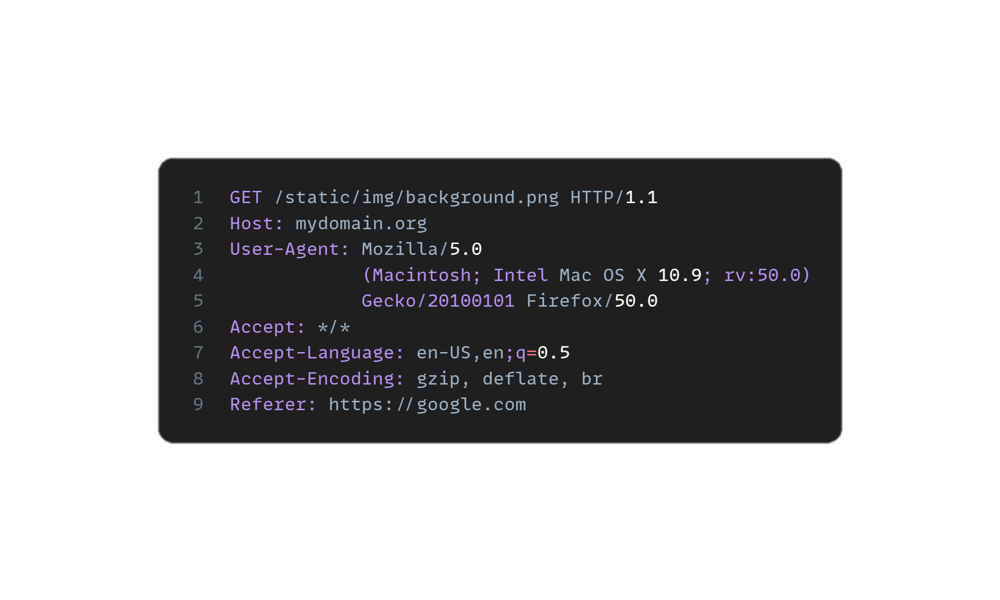 1 GET /static/img/background.png HTTP/1.1
2 Host: mydomain.org
3 User-Agent: Mozilla/5.0
4 (Macintosh; Intel Mac OS X 10.9; rv:50.0)
5 Gecko/20100101 Firefox/50.0
6 Accept: */*
7 Accept-Language: en-US,en;q=0.5
8 Accept-Encoding: gzip, deflate, br
9 Referer: https://google.com